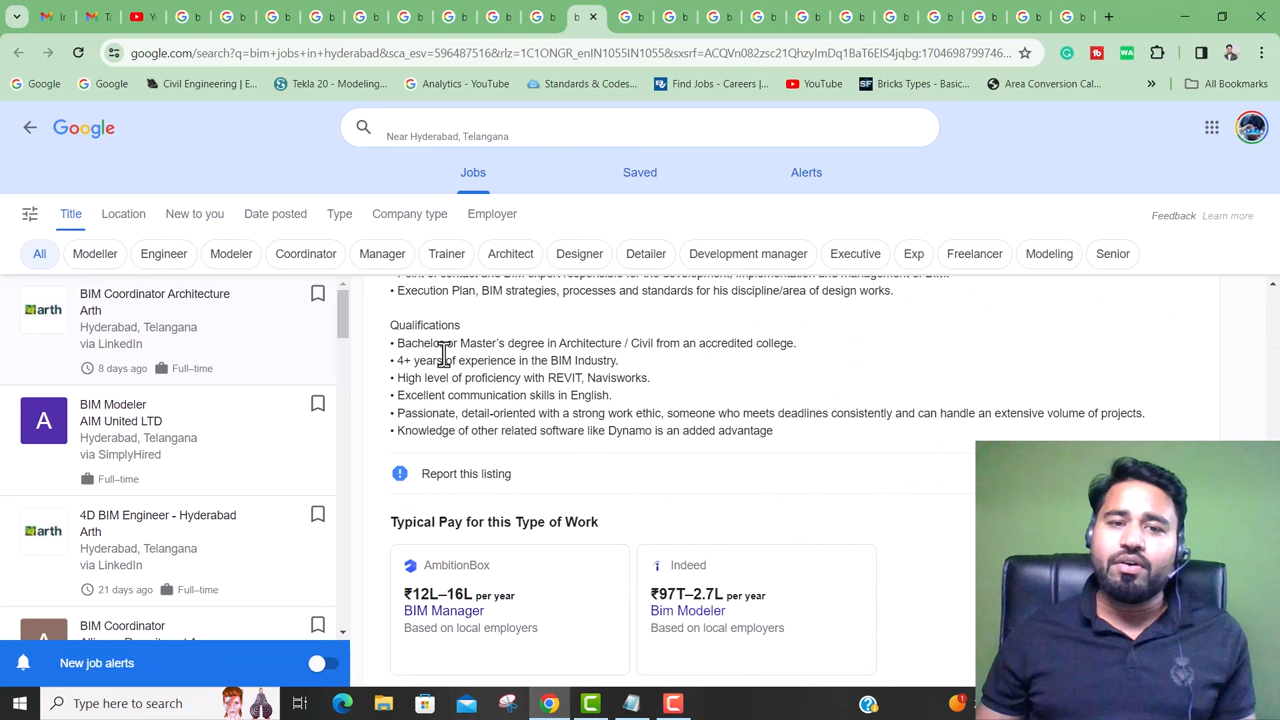 google.com/search?q=bim+jobs+in+hyderabad&sca_esv=596487516&rlz=1C1ONGR_enIN1055IN1055&sxsrf=ACQVn082zsc21QhzyImDq1BaT6EIS4jqbg:1704698799746...
Google
Google
Civil Engineering | E...
Tekla 20 - Modeling...
Analytics - YouTube
Standards & Codes...
Find Jobs - Careers |...
YouTube
Bricks Types - Basic...
Area Conversion Cal...
»
All Bookmarks
Google
Near Hyderabad, Telangana
Jobs
Saved
Alerts
Title
Location
New to you
Date posted
Type
Company type
Employer
Feedback
Learn more
All
Modeller
Engineer
Modeler
Coordinator
Manager
Trainer
Architect
Designer
Detailer
Development manager
Executive
Exp
Freelancer
Modeling
Senior
BIM Coordinator Architecture
Arth
Hyderabad, Telangana
via LinkedIn
8 days ago
Full–time
arth
A
BIM Modeler
AIM United LTD
Hyderabad, Telangana
via SimplyHired
Full–time
arth
4D BIM Engineer - Hyderabad
Arth
Hyderabad, Telangana
via LinkedIn
21 days ago
Full–time
BIM Coordinator
New job alerts
• Execution Plan, BIM strategies, processes and standards for his discipline/area of design works.
Qualifications
• Bachelor or Master's degree in Architecture / Civil from an accredited college.
• 4+ years of experience in the BIM Industry.
• High level of proficiency with REVIT, Navisworks.
• Excellent communication skills in English.
• Passionate, detail-oriented with a strong work ethic, someone who meets deadlines consistently and can handle an extensive volume of projects.
• Knowledge of other related software like Dynamo is an added advantage
Report this listing
Typical Pay for this Type of Work
AmbitionBox
₹12L–16L per year
BIM Manager
Based on local employers
Indeed
₹97T–2.7L per year
Bim Modeler
Based on local employers
Type here to search